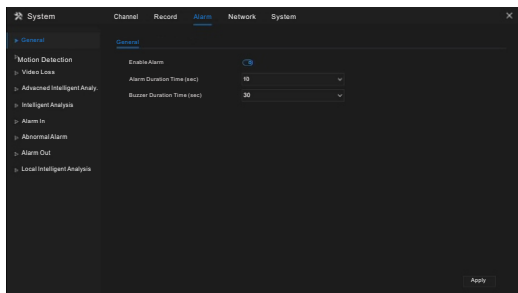 System
Channel Record Alarm Network System
General
Motion Detection
Video Loss
Advacned Intelligent Analy.
Intelligent Analysis
Alarm In
Abnormal Alarm
Alarm Out
Local Intelligent Analysis
General
Enable Alarm
Alarm Duration Time (sec) 10
Buzzer Duration Time (sec) 30
Apply